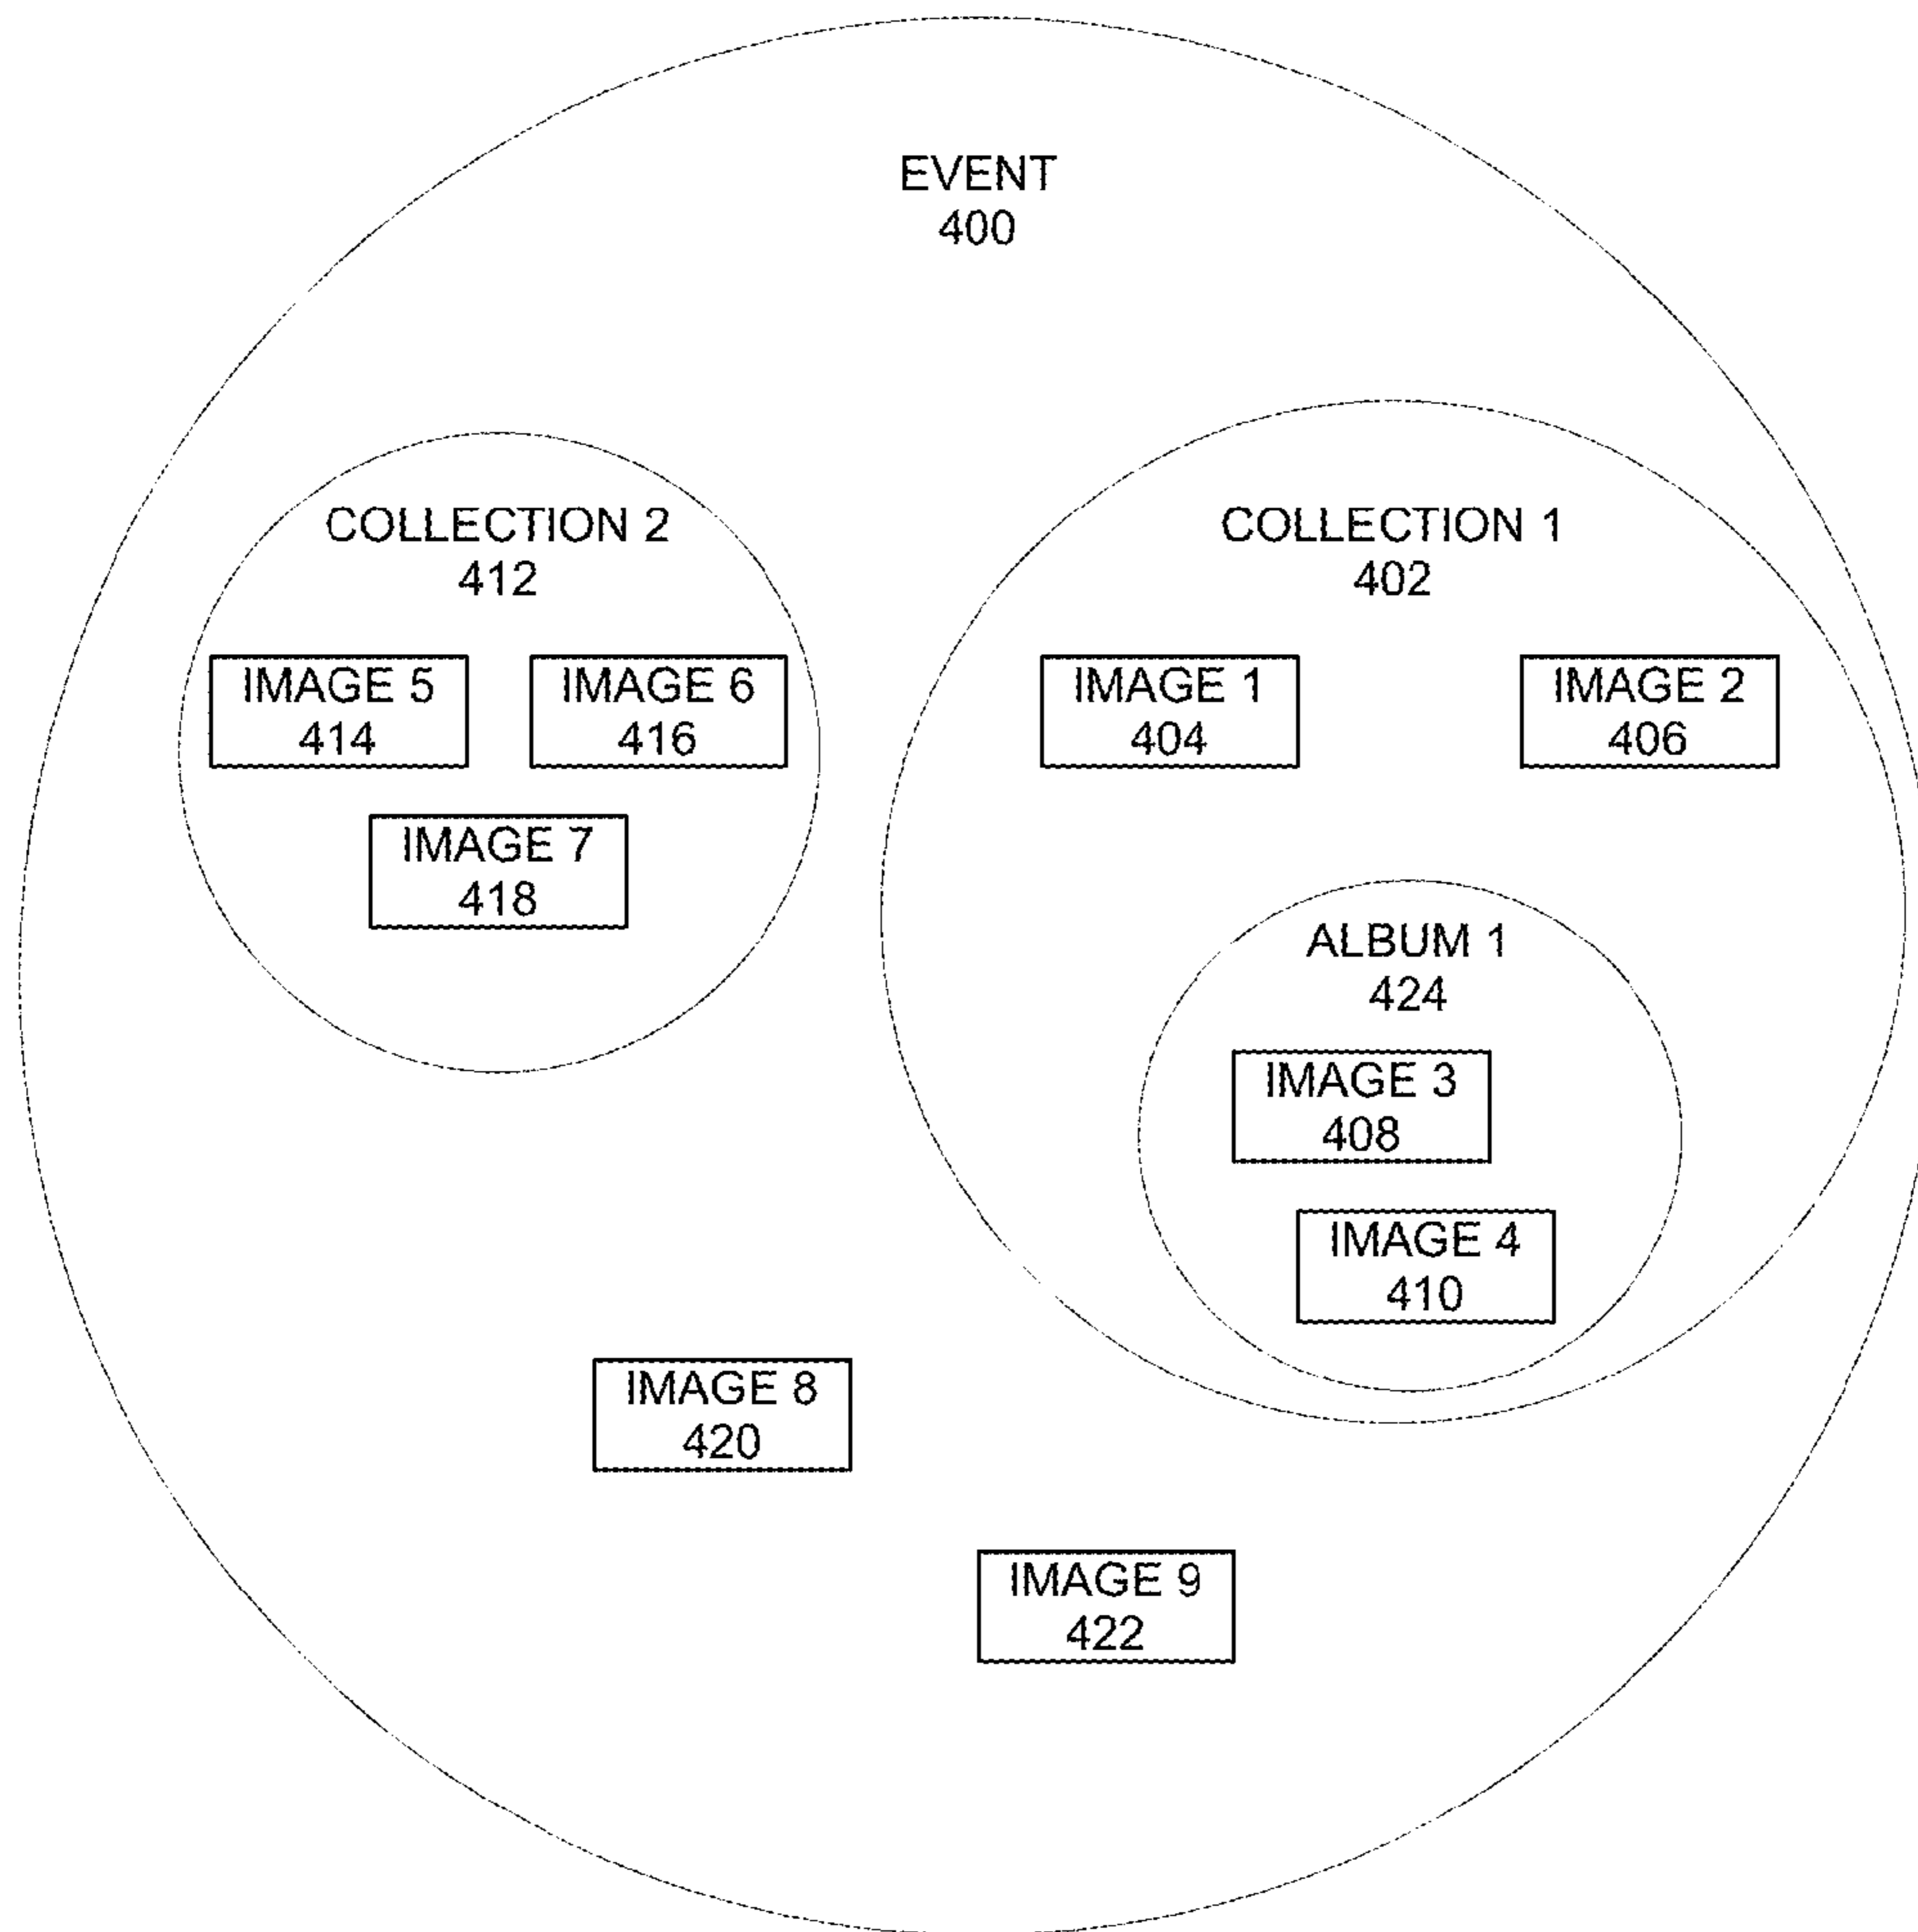 EVENT
400
COLLECTION 2
412
IMAGE 5
414
IMAGE 6
416
IMAGE 7
418
COLLECTION 1
402
IMAGE 1
404
IMAGE 2
406
ALBUM 1
424
IMAGE 3
408
IMAGE 4
410
IMAGE 8
420
IMAGE 9
422